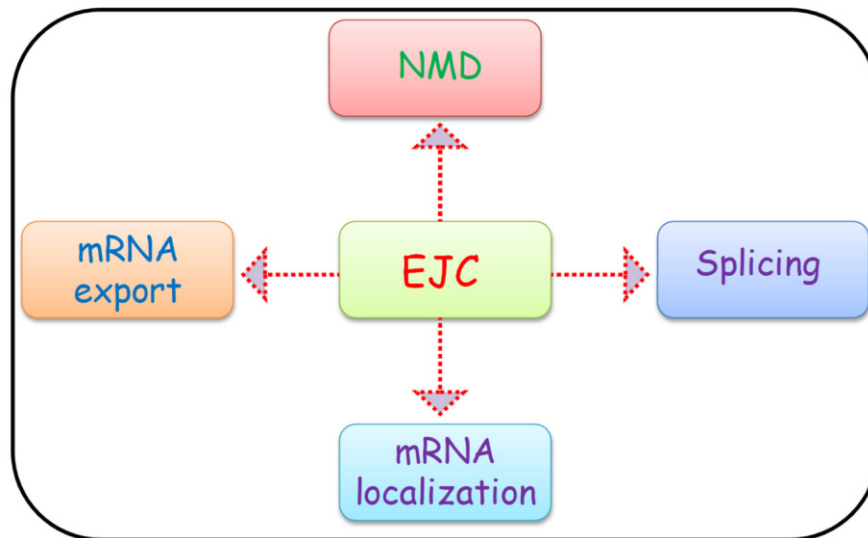 NMD
mRNA
export
EJC
Splicing
mRNA
localization